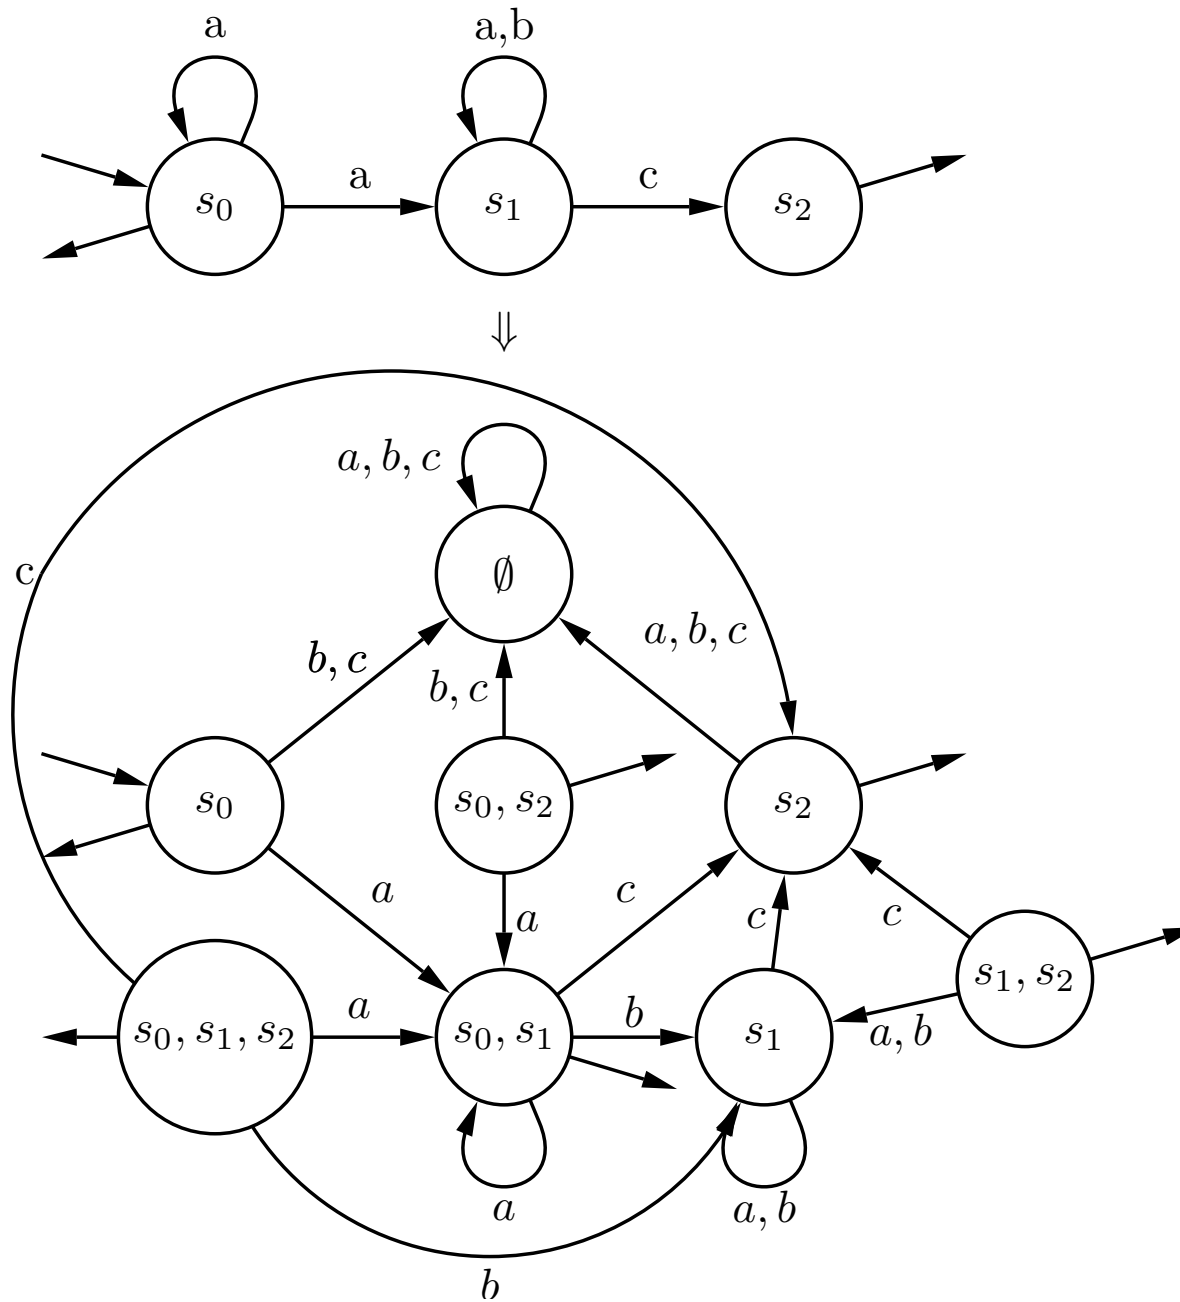 a a,b
s0 a s1 c s2
⇓
a, b, c
c ∅
b, c b, c a, b, c
s0 s0, s2 s2
a a c c c
s0, s1, s2 a s0, s1 b s1 a, b s1, s2
a a, b
b